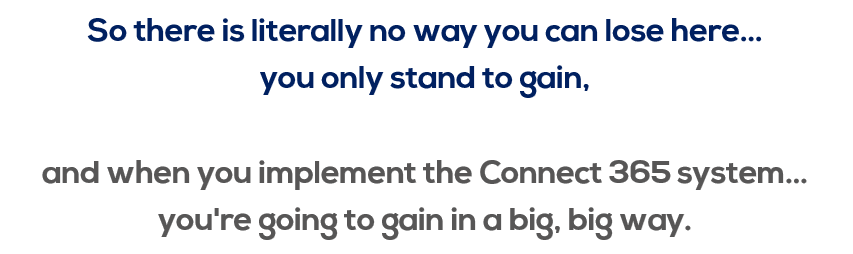 So there is literally no way you can lose here...
you only stand to gain,
and when you implement the Connect 365 system...
you're going to gain in a big, big way.